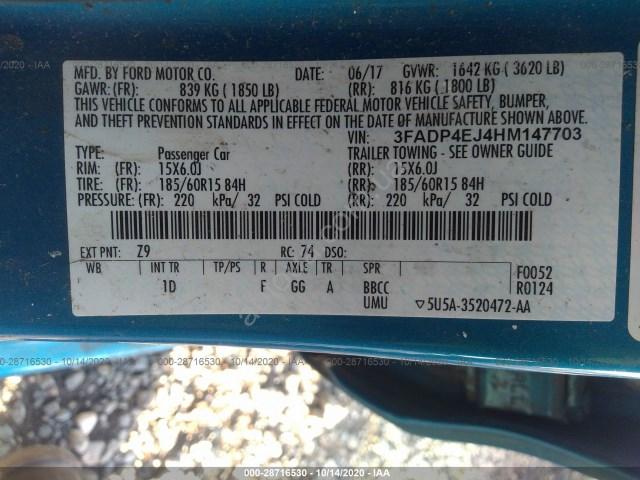 MFD. BY FORD MOTOR CO. DATE: 06/17 GVWR: 1642 KG ( 3620 LB)
GAWR: (FR): 839 KG ( 1850 LB) (RR): 816 KG ( 1800 LB)
THIS VEHICLE CONFORMS TO ALL APPLICABLE FEDERAL MOTOR VEHICLE SAFETY, BUMPER,
AND THEFT PREVENTION STANDARDS IN EFFECT ON THE DATE OF MANUFACTURE SHOWN ABOVE.
VIN: 3FADP4EJ4HM147703
TYPE: Passenger Car TRAILER TOWING - SEE OWNER GUIDE
RIM: (FR): 15X6.0J (RR): 15X6.0J
TIRE: (FR): 185/60R15 84H (RR): 185/60R15 84H
PRESSURE: (FR): 220 kPa/ 32 PSI COLD (RR): 220 kPa/ 32 PSI COLD
EXT PNT: Z9 RC: 74 DSO:
WB INT TR TP/PS R AXLE TR SPR F0052
1D F GG A BBCC R0124
UMU ▽5U5A-3520472-AA
000-28716530 - 10/14/2020 - IAA
000-28716530 - 10/14/2020 - IAA
000-28716530 - 10/14/2020 - IAA